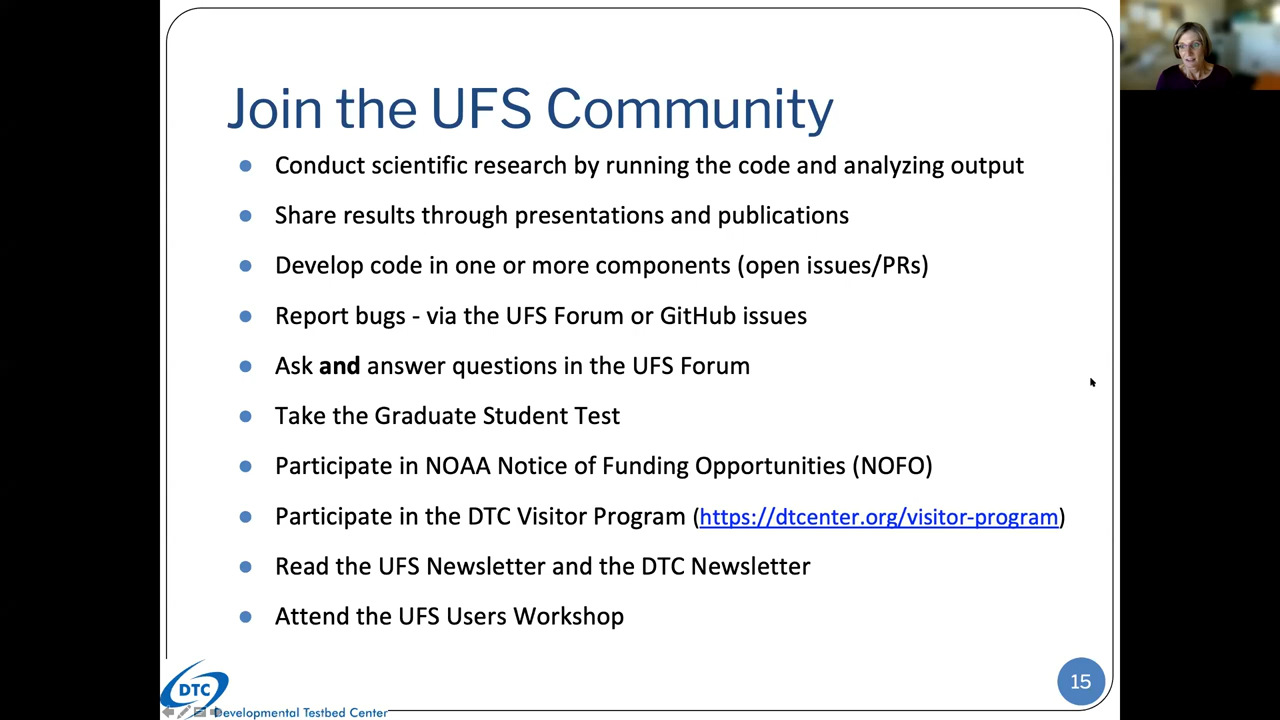 Join the UFS Community
Conduct scientific research by running the code and analyzing output
Share results through presentations and publications
Develop code in one or more components (open issues/PRs)
Report bugs - via the UFS Forum or GitHub issues
Ask and answer questions in the UFS Forum
Take the Graduate Student Test
Participate in NOAA Notice of Funding Opportunities (NOFO)
Participate in the DTC Visitor Program (https://dtcenter.org/visitor-program)
Read the UFS Newsletter and the DTC Newsletter
Attend the UFS Users Workshop
DTC
Developmental Testbed Center
15